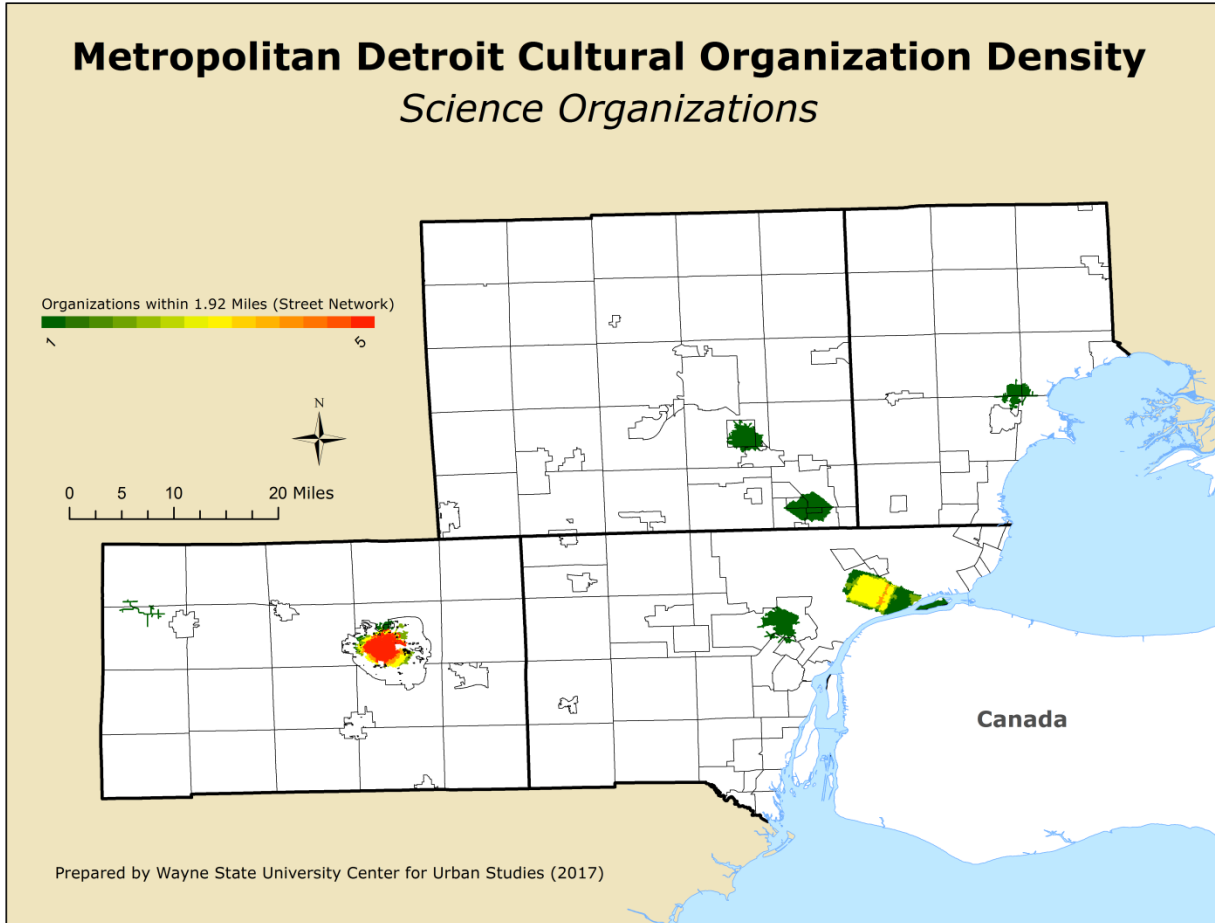 Metropolitan Detroit Cultural Organization Density
Science Organizations
Organizations within 1.92 Miles (Street Network)
1 5
N
0 5 10 20 Miles
Canada
Prepared by Wayne State University Center for Urban Studies (2017)